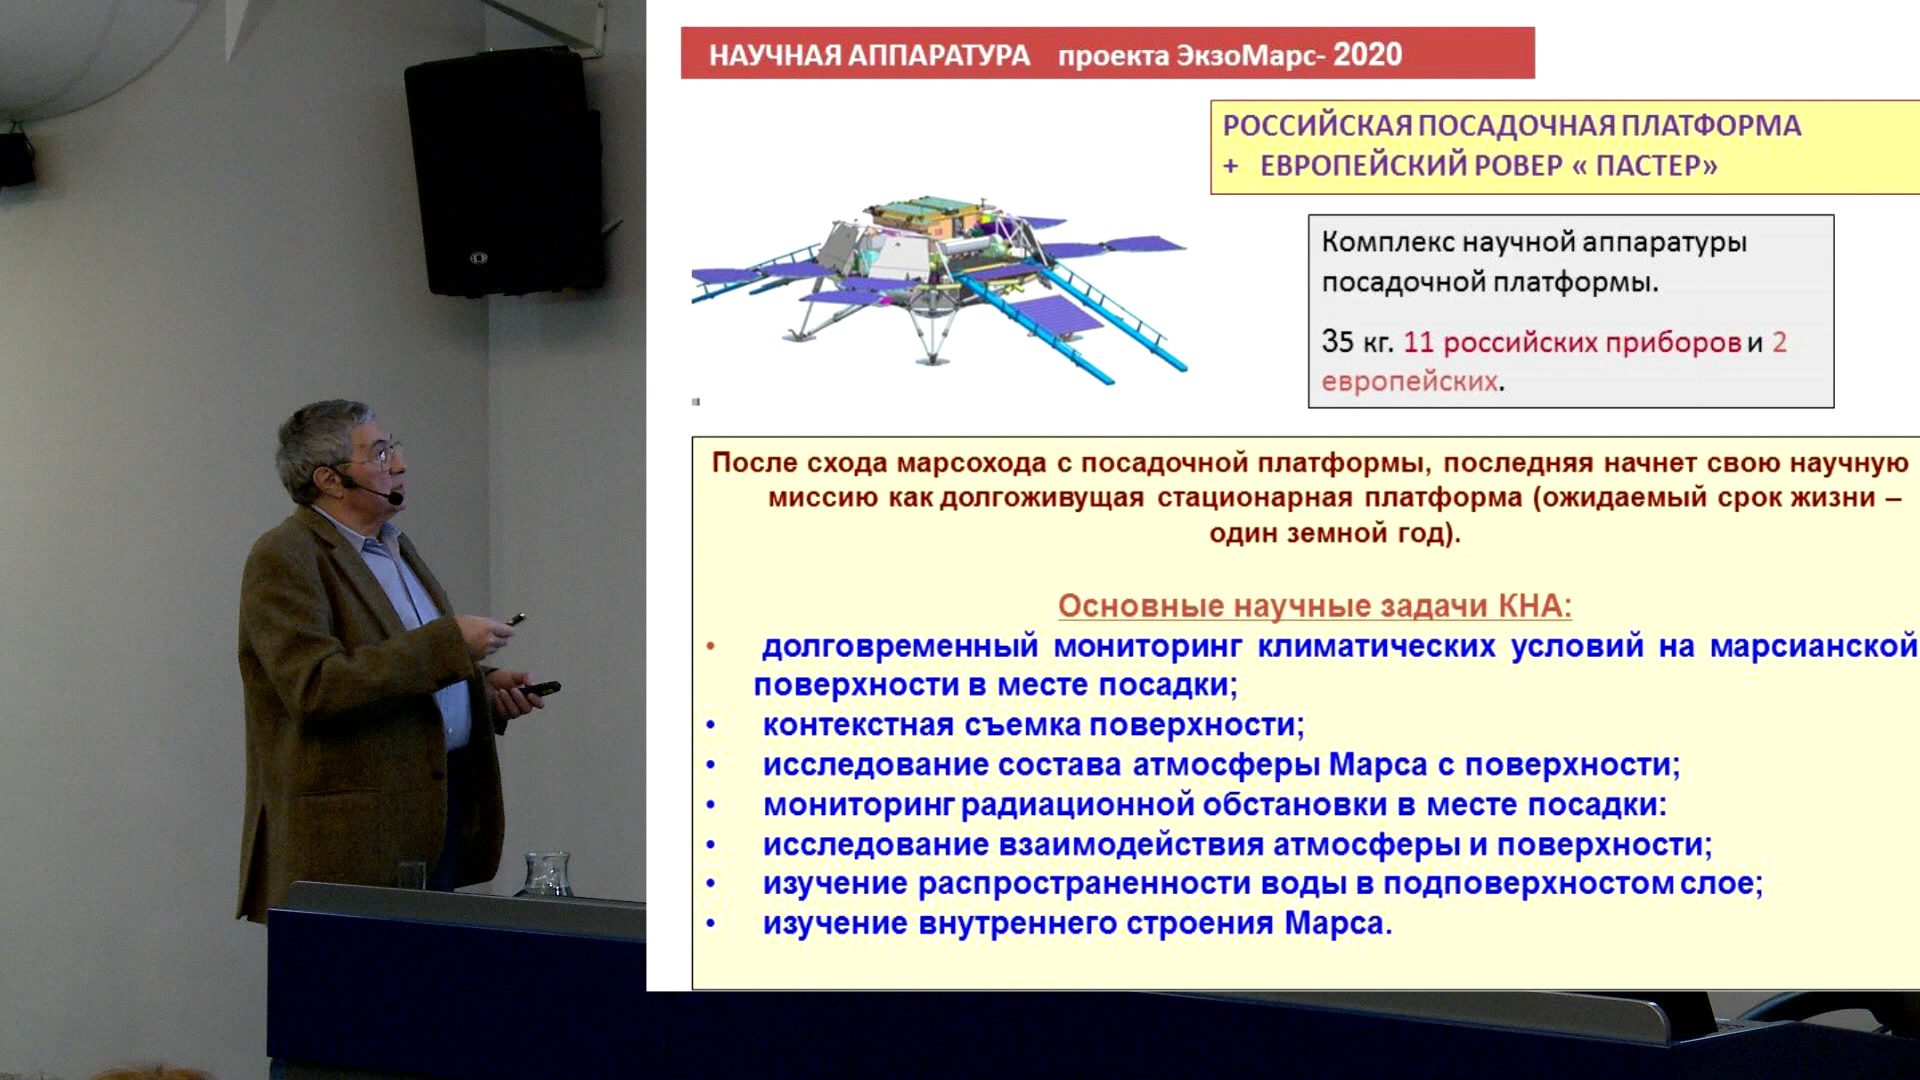 НАУЧНАЯ АППАРАТУРА проекта ЭкзоМарс- 2020
РОССИЙСКАЯ ПОСАДОЧНАЯ ПЛАТФОРМА
+ ЕВРОПЕЙСКИЙ РОВЕР « ПАСТЕР»
Комплекс научной аппаратуры
посадочной платформы.
35 кг. 11 российских приборов и 2
европейских.
После схода марсохода с посадочной платформы, последняя начнет свою научную
миссию как долгоживущая стационарная платформа (ожидаемый срок жизни –
один земной год).
Основные научные задачи КНА:
• долговременный мониторинг климатических условий на марсианской
поверхности в месте посадки;
• контекстная съемка поверхности;
• исследование состава атмосферы Марса с поверхности;
• мониторинг радиационной обстановки в месте посадки:
• исследование взаимодействия атмосферы и поверхности;
• изучение распространенности воды в подповерхностом слое;
• изучение внутреннего строения Марса.